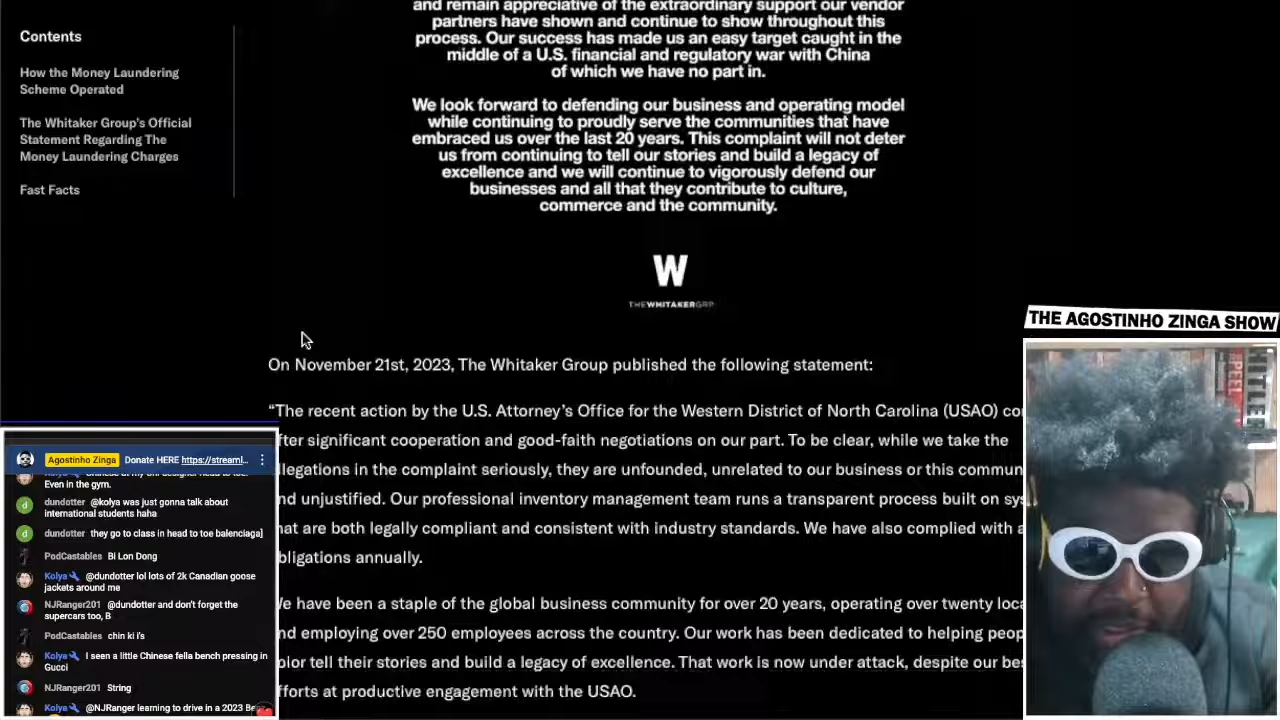 Contents
How the Money Laundering
Scheme Operated
The Whitaker Group's Official
Statement Regarding The
Money Laundering Charges
Fast Facts
and remain appreciative of the extraordinary support our vendor
partners have shown and continue to show throughout this
process. Our success has made us an easy target caught in the
middle of a U.S. financial and regulatory war with China
of which we have no part in.
We look forward to defending our business and operating model
while continuing to proudly serve the communities that have
embraced us over the last 20 years. This complaint will not deter
us from continuing to tell our stories and build a legacy of
excellence and we will continue to vigorously defend our
businesses and all that they contribute to culture,
commerce and the community.
W
THEWHITAKERGRP
On November 21st, 2023, The Whitaker Group published the following statement:
“The recent action by the U.S. Attorney’s Office for the Western District of North Carolina (USAO)
after significant cooperation and good-faith negotiations on our part. To be clear, while we take the
allegations in the complaint seriously, they are unfounded, unrelated to our business or this
and unjustified. Our professional inventory management team runs a transparent process built on
that are both legally compliant and consistent with industry standards. We have also complied with
obligations annually.
We have been a staple of the global business community for over 20 years, operating over twenty
and employing over 250 employees across the country. Our work has been dedicated to helping
color tell their stories and build a legacy of excellence. That work is now under attack, despite our
efforts at productive engagement with the USAO.
THE AGOSTINHO ZINGA SHOW
Agostinho Zinga Donate HERE https://streaml...
Even in the gym.
dundotter @kolya was just gonna talk about
international students haha
dundotter they go to class in head to toe balenciaga]
PodCastables Bi Lon Dong
Kolya @dundotter lol lots of 2k Canadian goose
jackets around me
NJRanger201 @dundotter and don't forget the
supercars too, B
PodCastables chin ki i's
Kolya I seen a little Chinese fella bench pressing in
Gucci
NJRanger201 String
Kolya @NJRanger learning to drive in a 2023